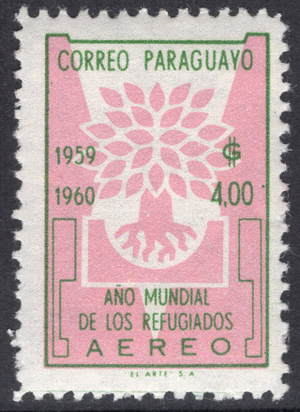 CORREO PARAGUAYO
1959
1960
₲
4,00
AÑO MUNDIAL
DE LOS REFUGIADOS
AEREO
"EL ARTE" S.A.